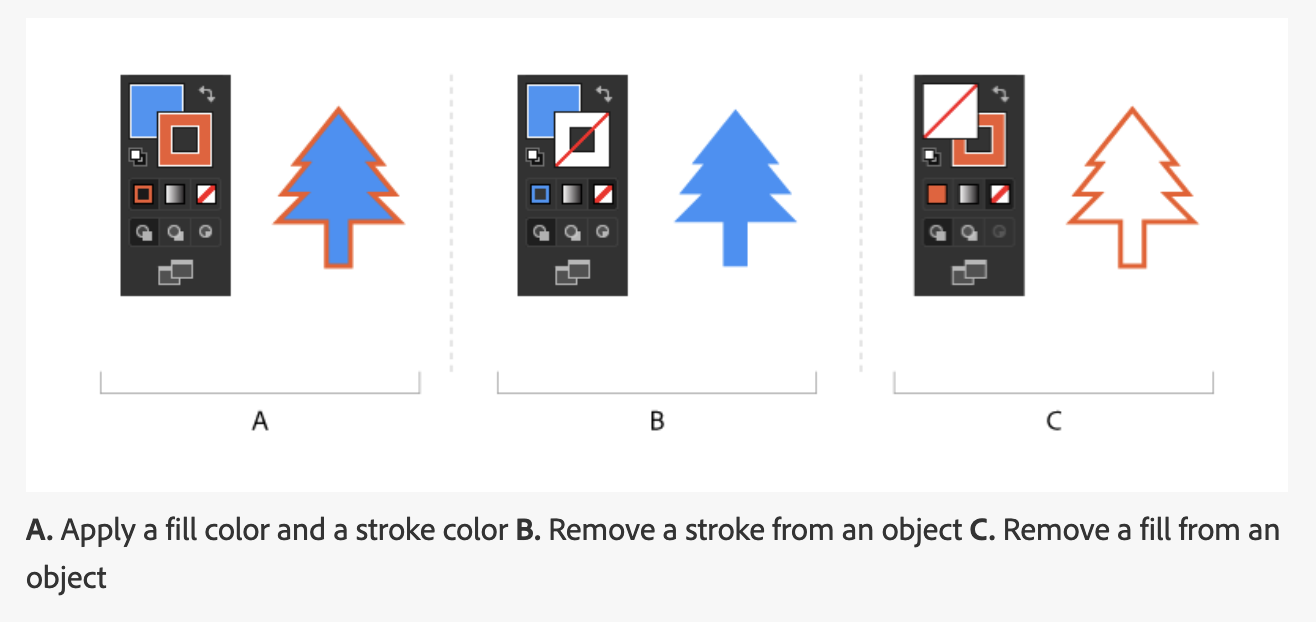 A
B
C
A. Apply a fill color and a stroke color B. Remove a stroke from an object C. Remove a fill from an
object